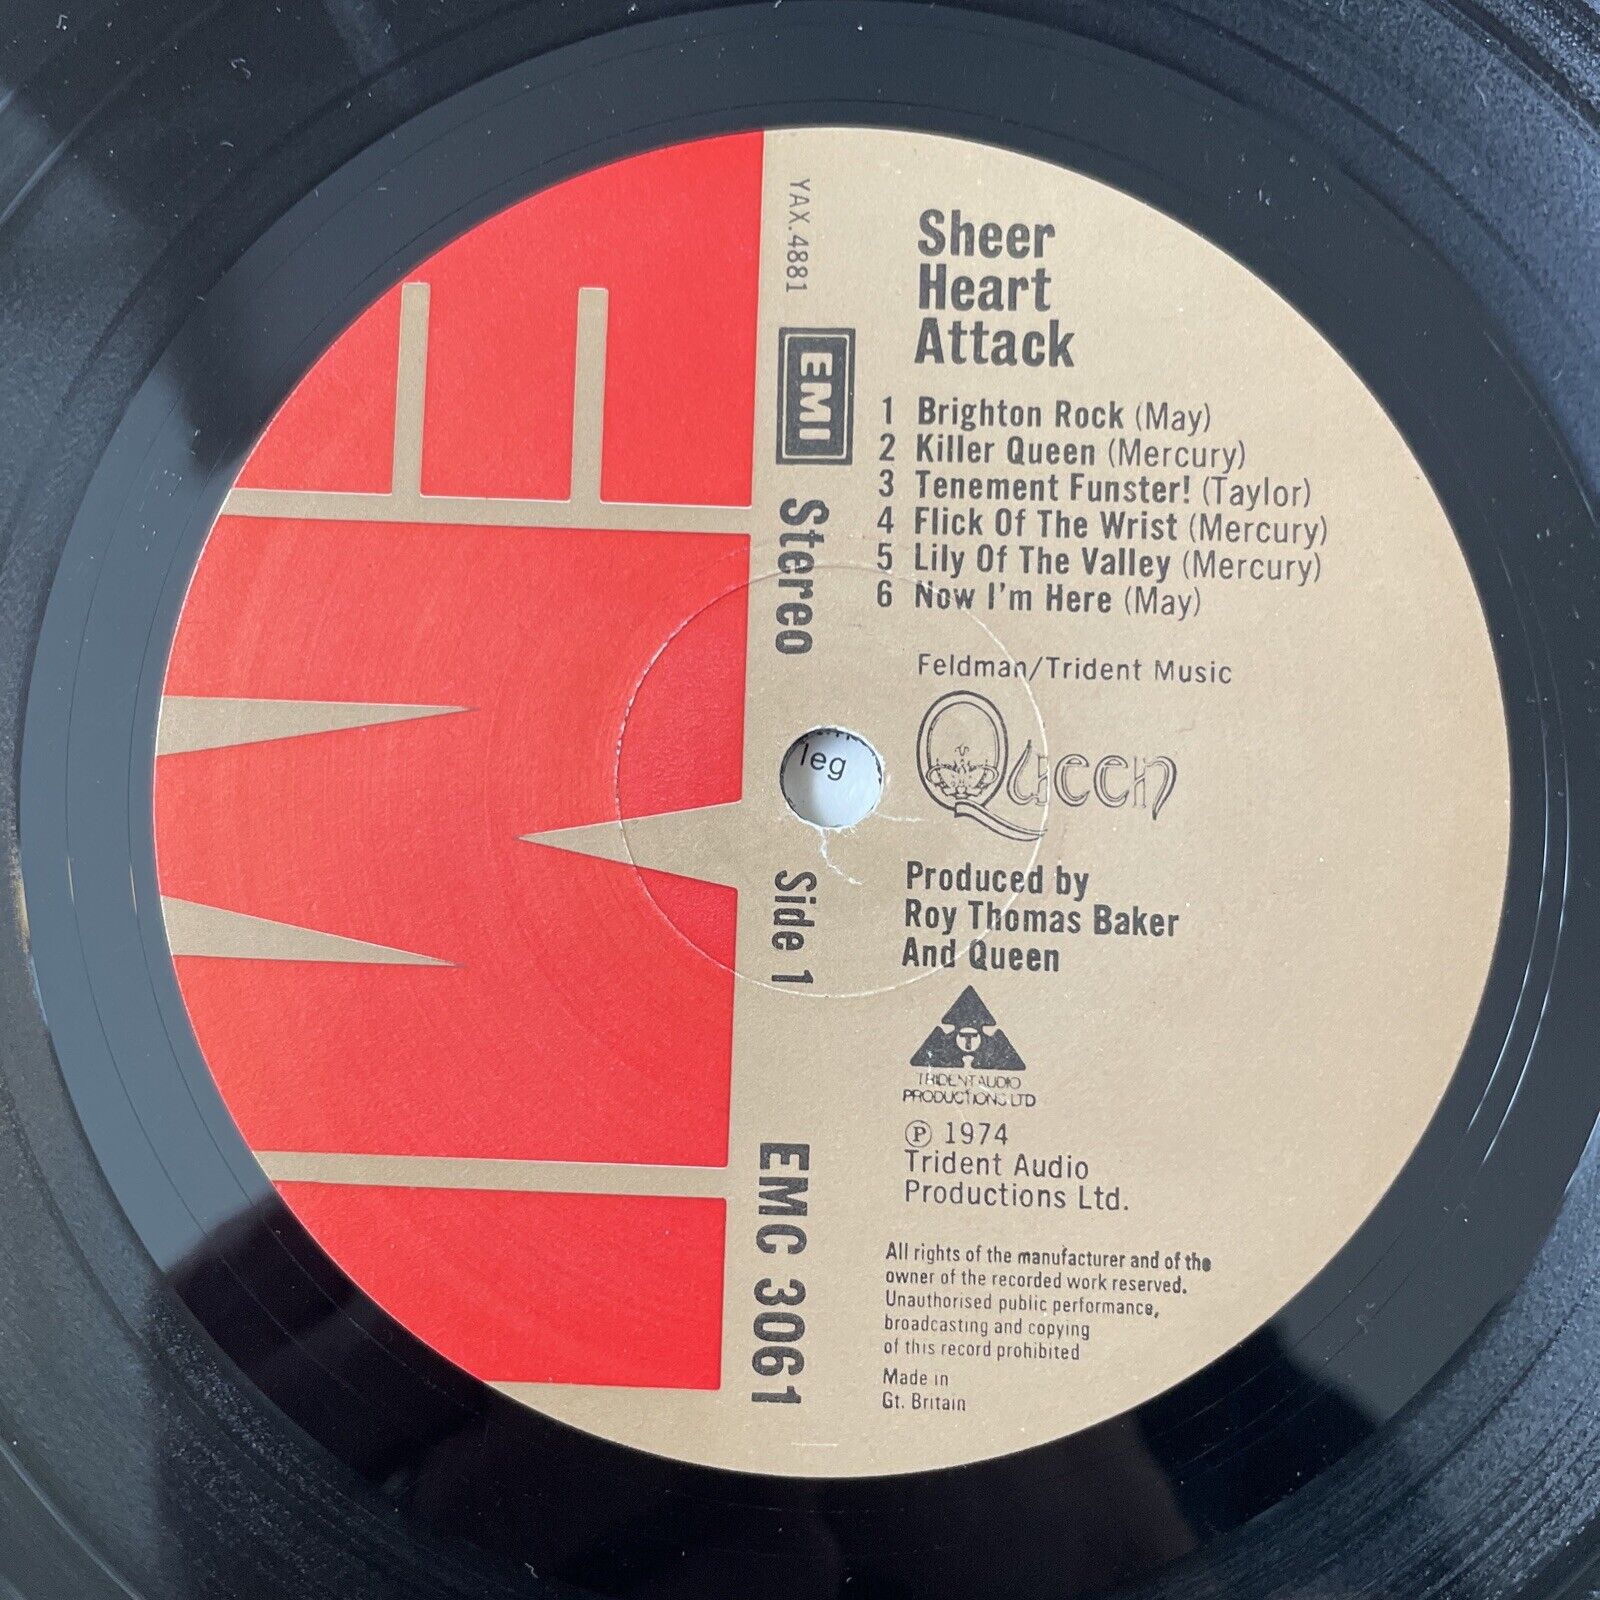 YAX.4881
EMI
Stereo
Side 1
EMC 3061
Sheer
Heart
Attack
1 Brighton Rock (May)
2 Killer Queen (Mercury)
3 Tenement Funster! (Taylor)
4 Flick Of The Wrist (Mercury)
5 Lily Of The Valley (Mercury)
6 Now I'm Here (May)
Feldman/Trident Music
leg
Queen
Produced by
Roy Thomas Baker
And Queen
T
TRIDENT AUDIO
PRODUCTIONS LTD
℗ 1974
Trident Audio
Productions Ltd.
All rights of the manufacturer and of the
owner of the recorded work reserved.
Unauthorised public performance,
broadcasting and copying
of this record prohibited
Made in
Gt. Britain
EMI